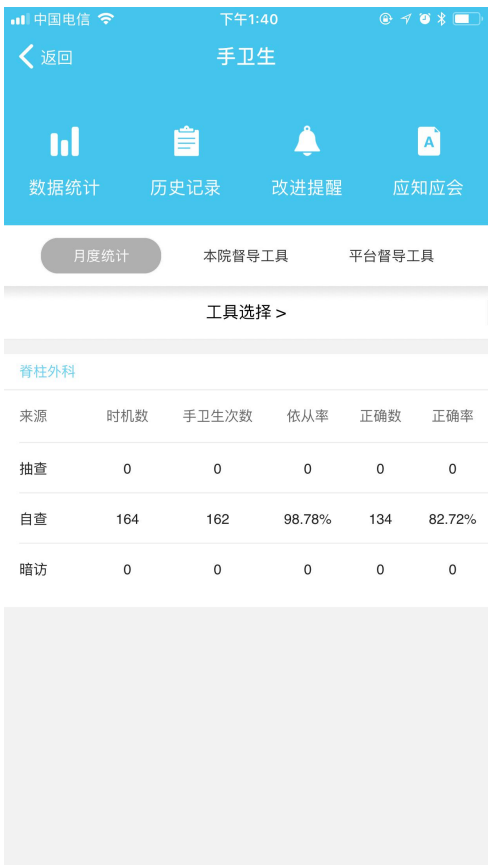 中国电信 下午1:40
返回 手卫生
A
数据统计 历史记录 改进提醒 应知应会
月度统计 本院督导工具 平台督导工具
工具选择 >
脊柱外科
来源 时机数 手卫生次数 依从率 正确数 正确率
抽查 0 0 0 0 0
自查 164 162 98.78% 134 82.72%
暗访 0 0 0 0 0